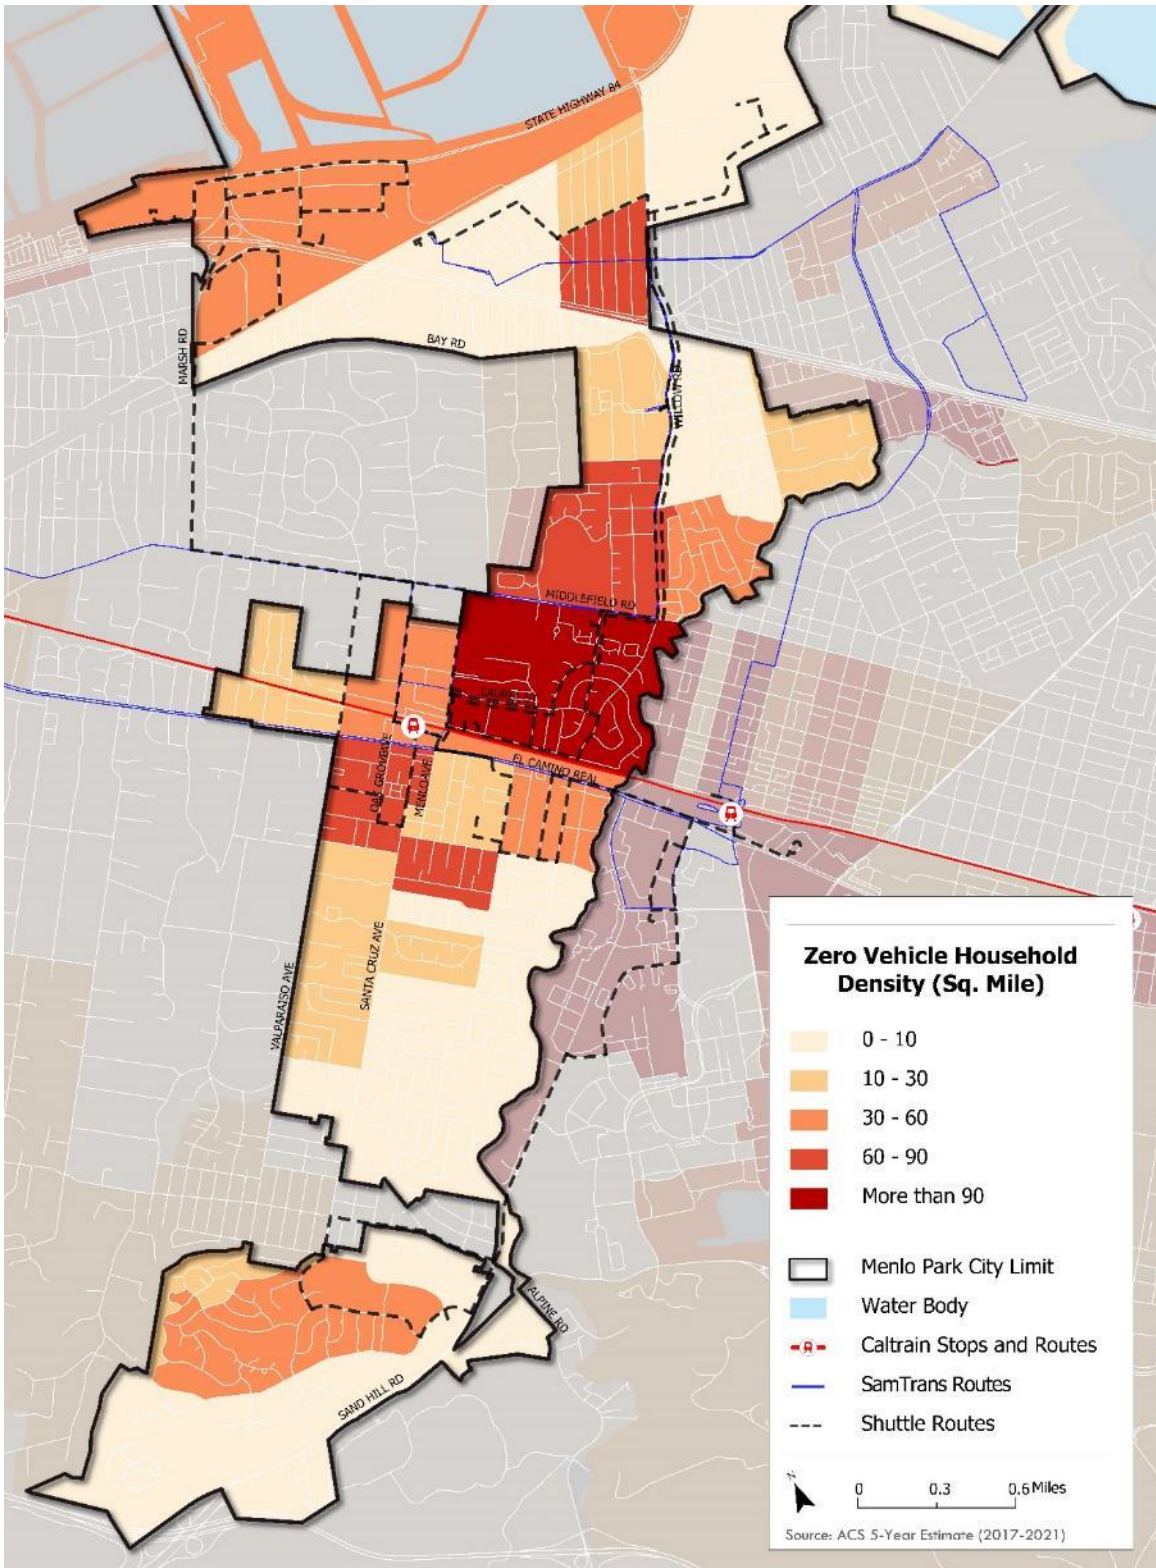 STATE HIGHWAY 84
MARSH RD
BAY RD
WILLOW RD
MIDDLEFIELD RD
LAUREL ST
OAK GROVE AVE
MENLO AVE
EL CAMINO REAL
VALPARAISO AVE
SANTA CRUZ AVE
ALPINE RD
SAND HILL RD
Zero Vehicle Household
Density (Sq. Mile)
0 - 10
10 - 30
30 - 60
60 - 90
More than 90
Menlo Park City Limit
Water Body
Caltrain Stops and Routes
SamTrans Routes
Shuttle Routes
N
0 0.3 0.6 Miles
Source: ACS 5-Year Estimate (2017-2021)